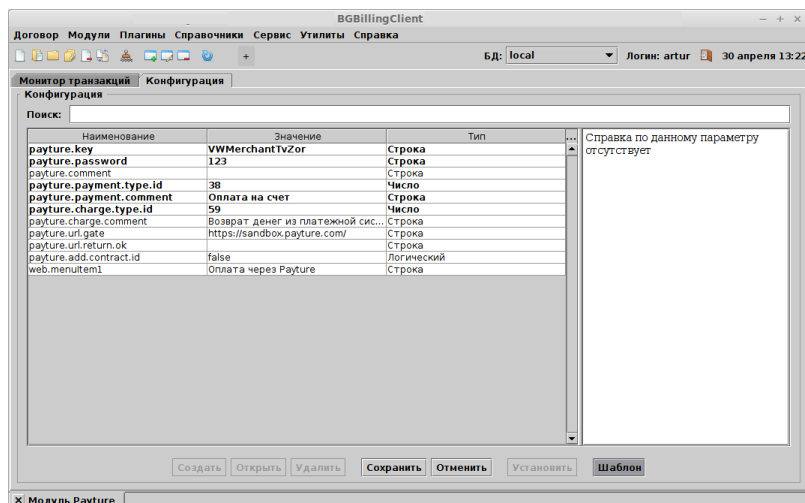 BGBillingClient
Договор Модули Плагины Справочники Сервис Утилиты Справка
БД: local Логин: artur 30 апреля 13:22
Монитор транзакций Конфигурация
Конфигурация
Поиск:
Наименование Значение Тип ...
payture.key VWMerchantTvZor Строка
payture.password 123 Строка
payture.comment Строка
payture.payment.type.id 38 Число
payture.payment.comment Оплата на счет Строка
payture.charge.type.id 59 Число
payture.charge.comment Возврат денег из платежной сис... Строка
payture.url.gate https://sandbox.payture.com/ Строка
payture.url.return.ok Строка
payture.add.contract.id false Логический
web.menuItem1 Оплата через Payture Строка
Справка по данному параметру
отсутствует
Создать Открыть Удалить Сохранить Отменить Установить Шаблон
Модуль Payture